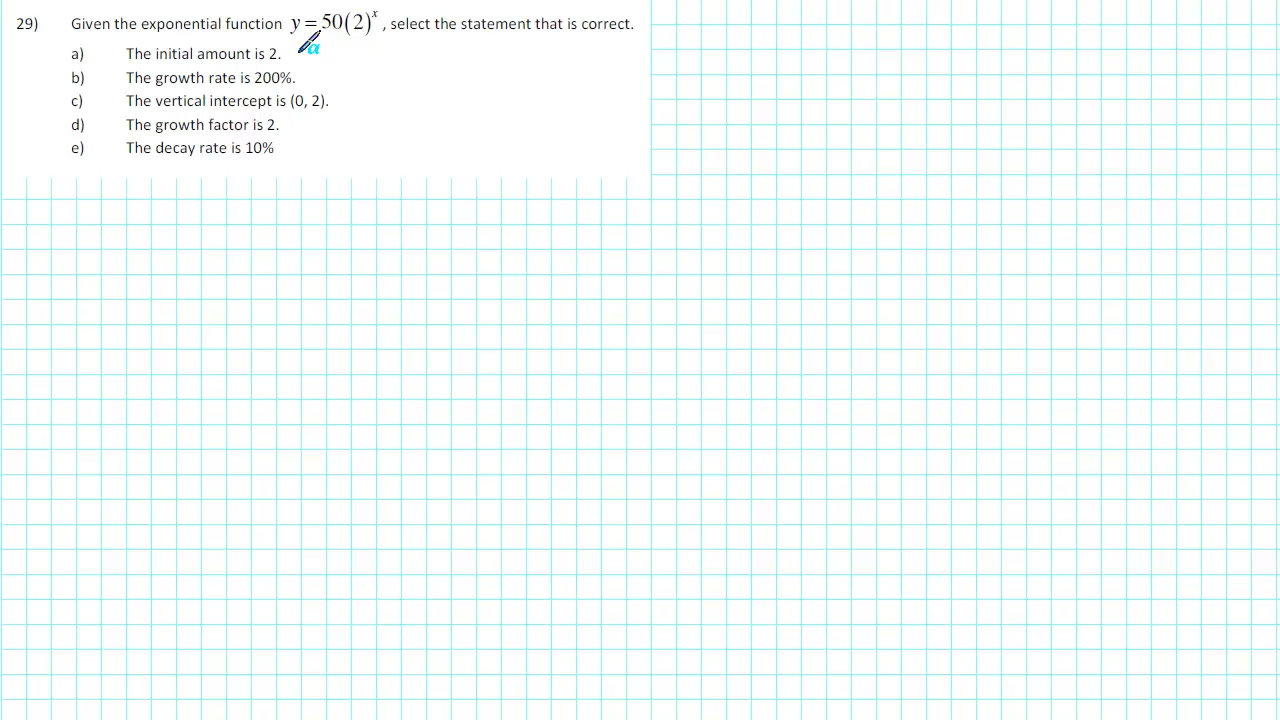 29) Given the exponential function y = 50(2)^x , select the statement that is correct.
a) The initial amount is 2.
b) The growth rate is 200%.
c) The vertical intercept is (0, 2).
d) The growth factor is 2.
e) The decay rate is 10%